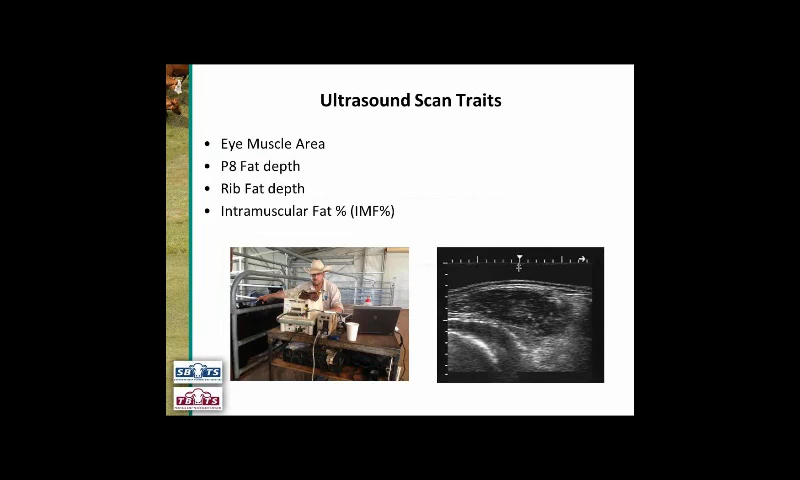 Ultrasound Scan Traits
• Eye Muscle Area
• P8 Fat depth
• Rib Fat depth
• Intramuscular Fat % (IMF%)
SBTS
TBTS